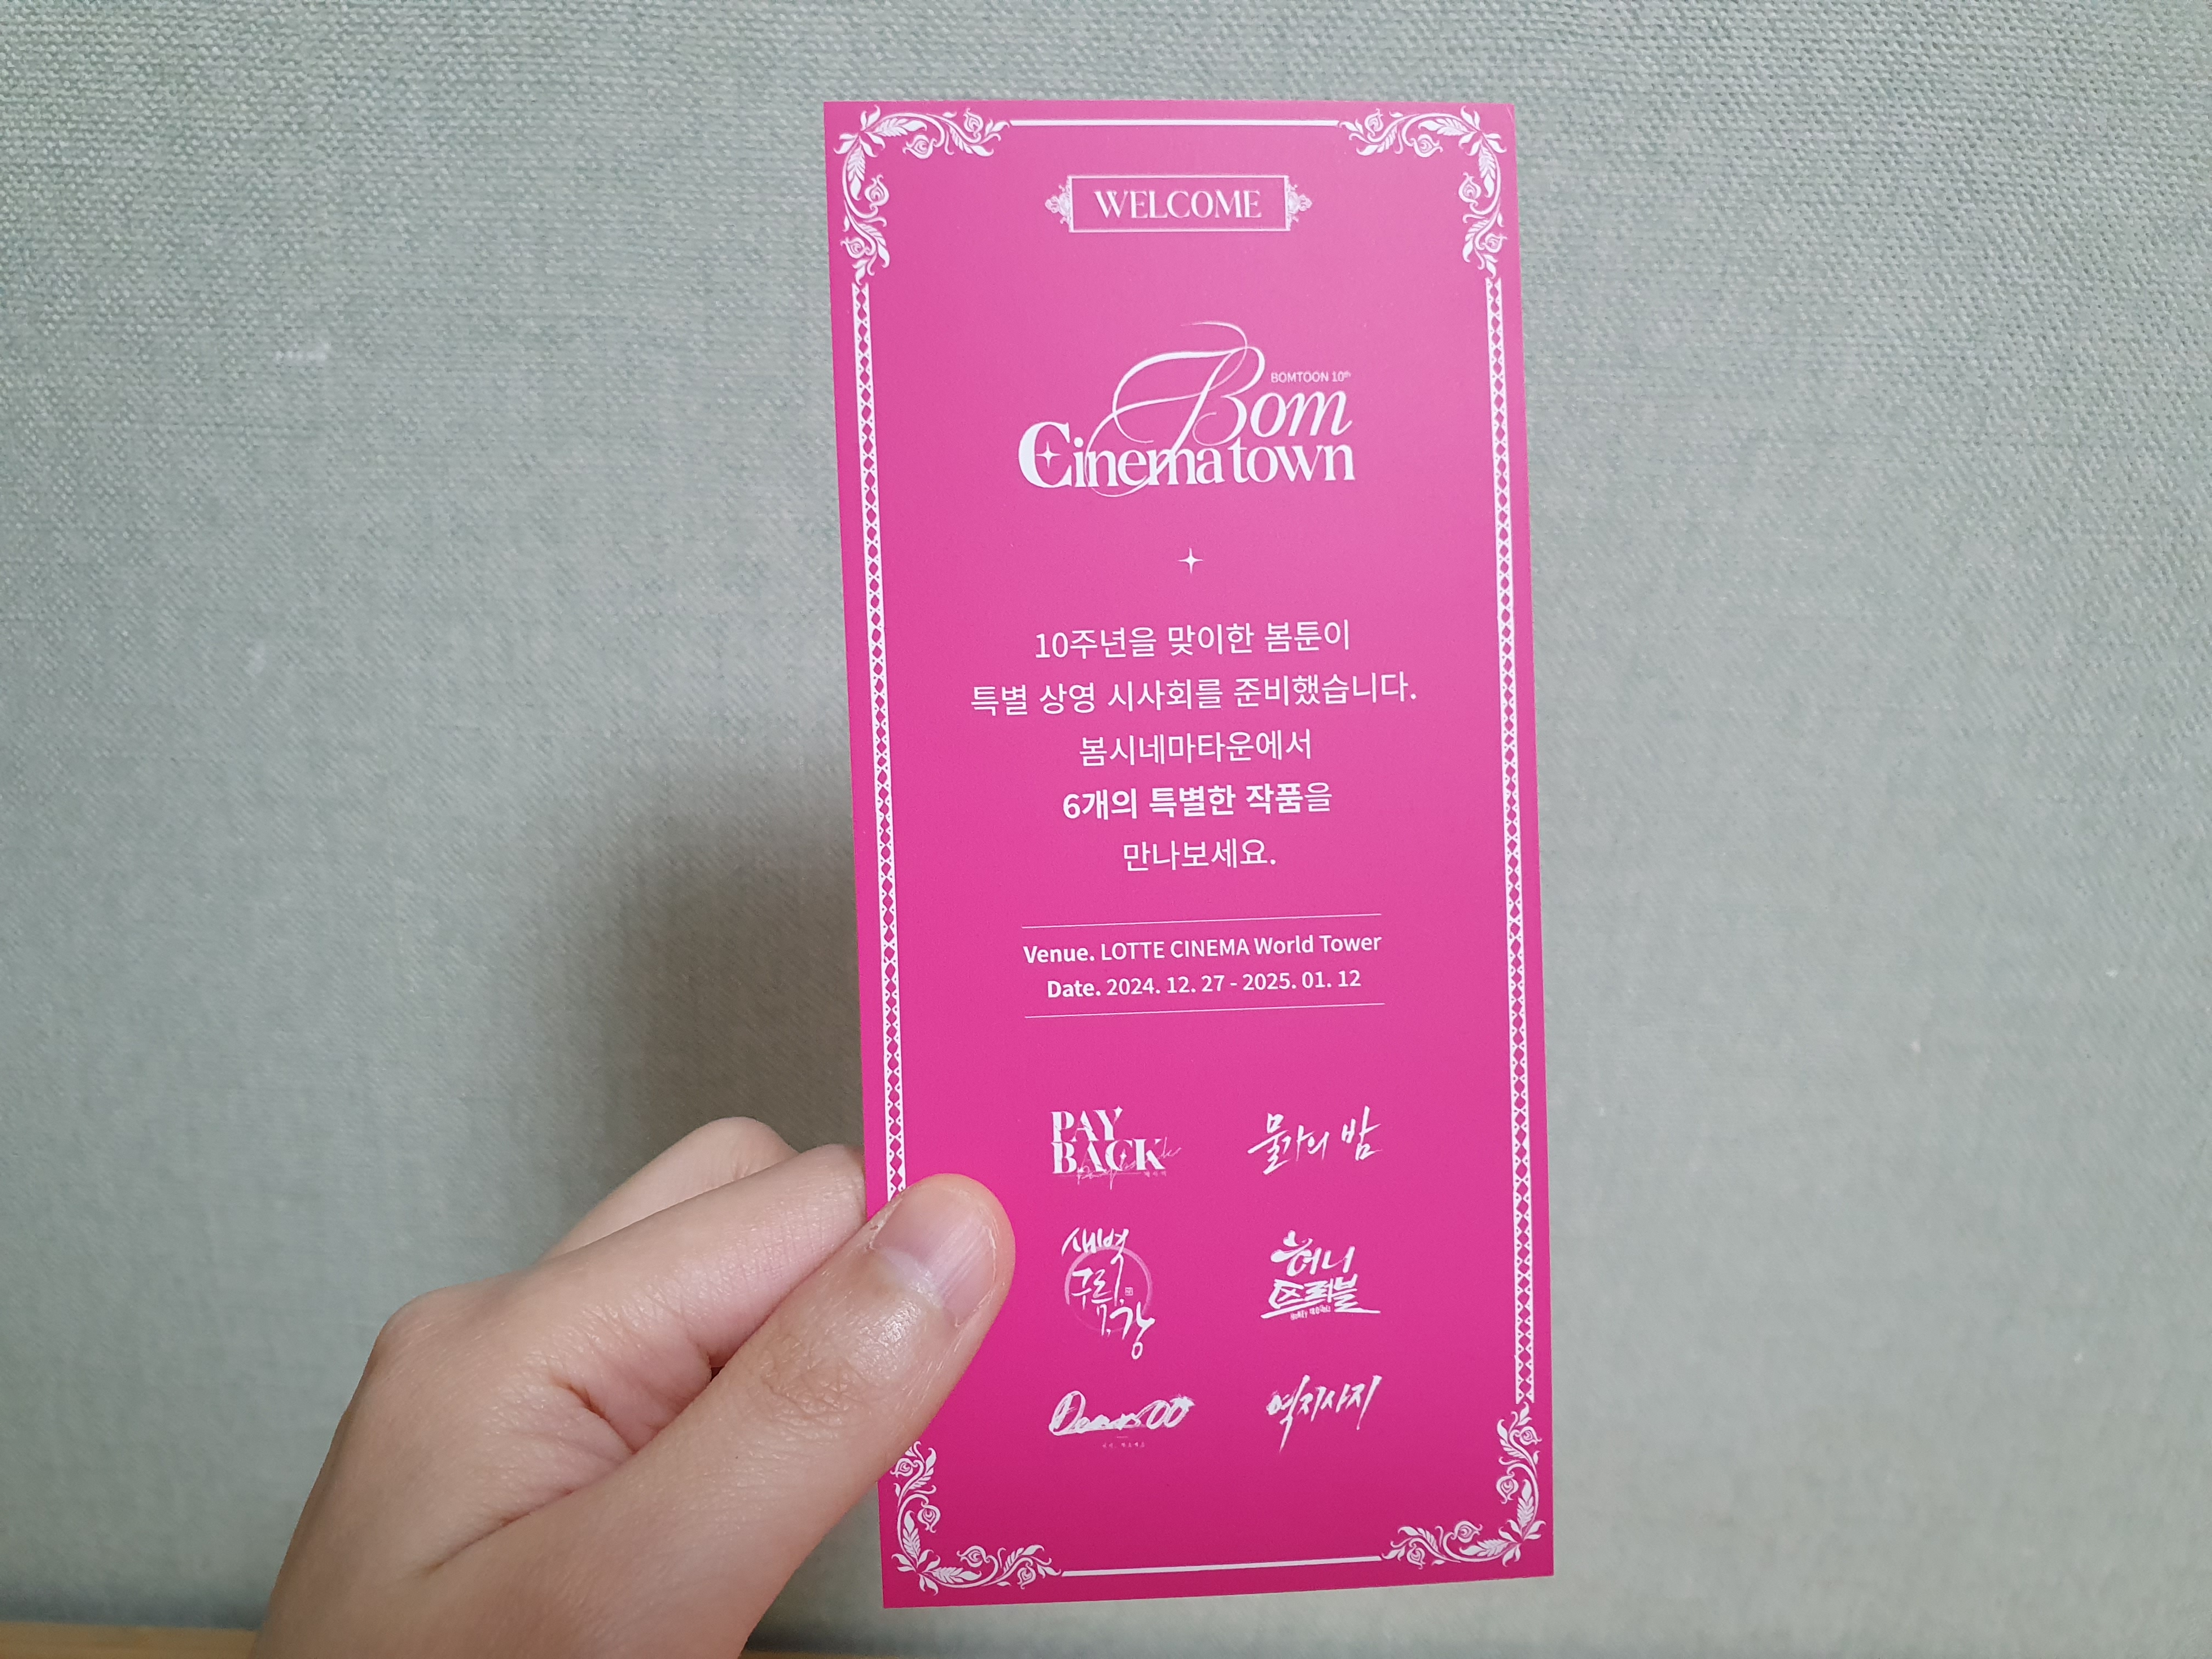 WELCOME
BOMTOON 10th
Bom
Cinematown
10주년을 맞이한 봄툰이
특별 상영 시사회를 준비했습니다.
봄시네마타운에서
6개의 특별한 작품을
만나보세요.
Venue. LOTTE CINEMA World Tower
Date. 2024. 12. 27 - 2025. 01. 12
PAY
BACK
물가의 밤
새벽
구름,
강
허니
트러블
HONEY TROUBLE
역지사지